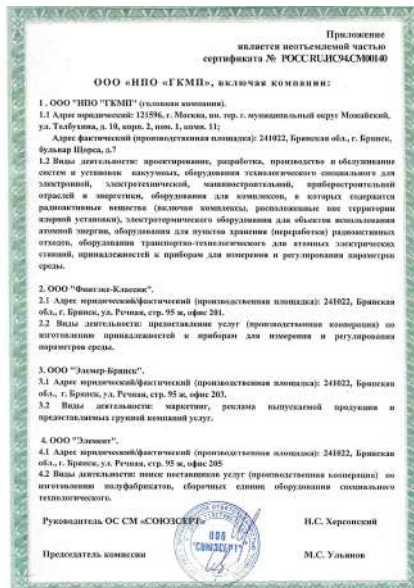 Приложение
является неотъемлемой частью
сертификата № РОСС RU.ИС94.СМ00140
ООО «НПО «ГКМП», включая компании:
1 . ООО "НПО "ГКМП" (головная компания).
1.1 Адрес юридический: 121596, г. Москва, вн. тер. г. муниципальный округ Можайский,
ул. Толбухина, д. 10, корп. 2, пом. 1, комн. 11;
Адрес фактический (производственная площадка): 241022, Брянская обл., г. Брянск,
бульвар Щорса, д.7
1.2 Виды деятельности: проектирование, разработка, производство и обслуживание
систем и установок вакуумных, оборудования технологического специального для
электронной, электротехнической, машиностроительной, приборостроительной
отраслей и энергетики, оборудования для комплексов, в которых содержатся
радиоактивные вещества (включая комплексы, расположенные вне территории
ядерной установки), электротермического оборудования для объектов использования
атомной энергии, оборудования для пунктов хранения (переработки) радиоактивных
отходов, оборудования транспортно-технологического для атомных электрических
станций, принадлежностей к приборам для измерения и регулирования параметров
среды.
2. ООО "Финтэкс-Классик".
2.1 Адрес юридический/фактический (производственная площадка): 241022, Брянская
обл., г. Брянск, ул. Речная, стр. 95 ж, офис 201.
2.2 Виды деятельности: предоставление услуг (производственная кооперация) по
изготовлению принадлежностей к приборам для измерения и регулирования
параметров среды.
3. ООО "Элемер-Брянск".
3.1 Адрес юридический/фактический (производственная площадка): 241022, Брянская
обл., г. Брянск, ул. Речная, стр. 95 ж, офис 203.
3.2 Виды деятельности: маркетинг, реклама выпускаемой продукции и
предоставляемых группой компаний услуг.
4. ООО "Элемент".
4.1 Адрес юридический/фактический (производственная площадка): 241022, Брянская
обл., г. Брянск, ул. Речная, стр. 95 ж, офис 205
4.2 Виды деятельности: поиск поставщиков услуг (производственная кооперация) по
изготовлению полуфабрикатов, сборочных единиц оборудования специального
технологического.
Руководитель ОС СМ «СОЮЗСЕРТ» Н.С. Херсонский
ООО
"СОЮЗСЕРТ"
Председатель комиссии М.С. Ульянов